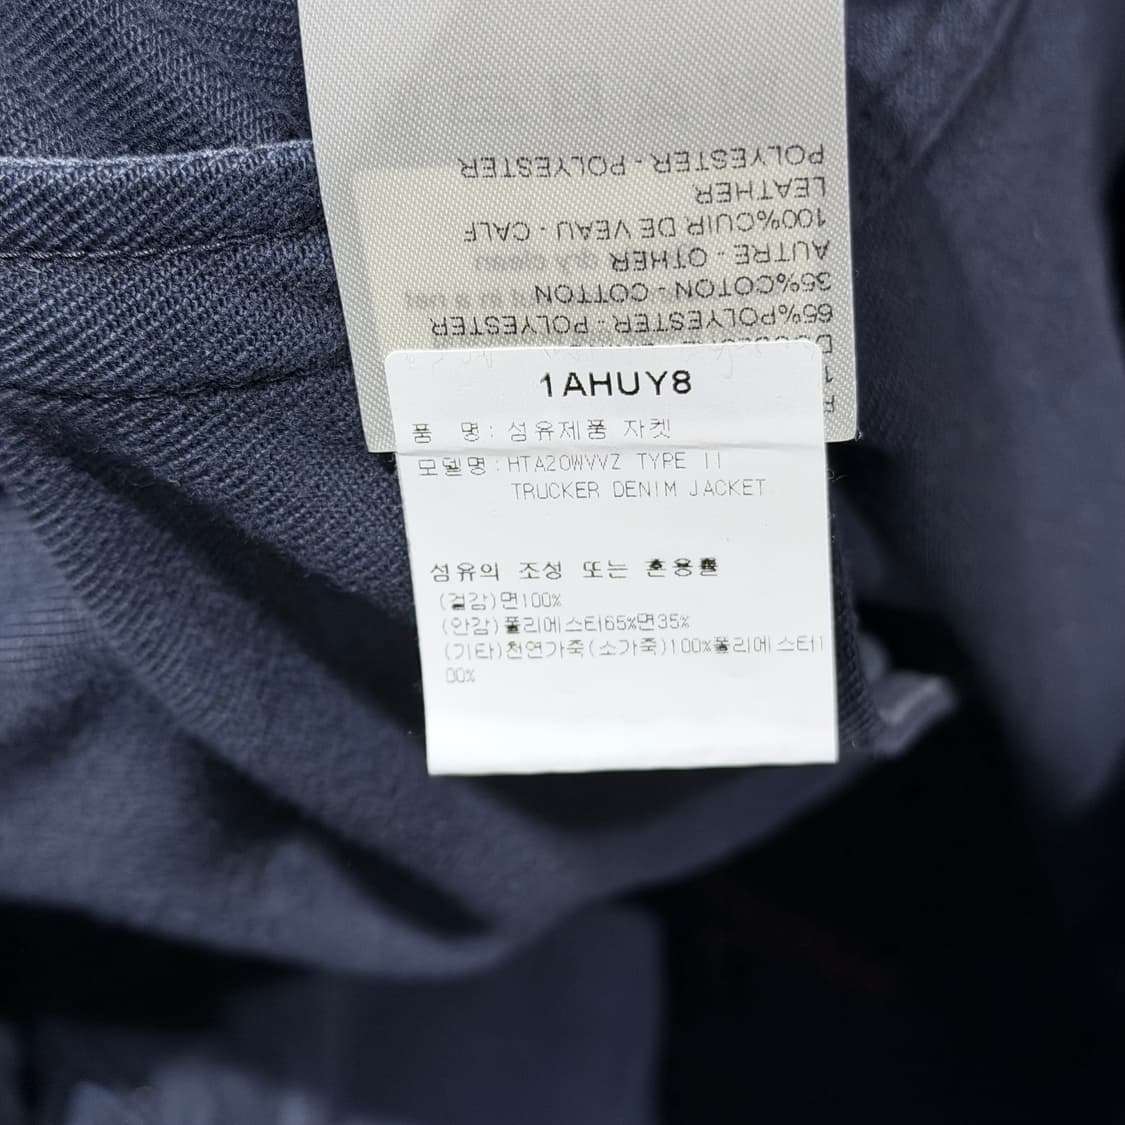 POLYESTER - POLYESTER
LEATHER
100%CUIR DE VEAU - CALF
AUTRE - OTHER
35%COTON - COTTON
65%POLYESTER - POLYESTER
dry clean
1AHUY8
품 명: 섬유제품 자켓
모델명:HTA20WVVZ TYPE II
TRUCKER DENIM JACKET
섬유의 조성 또는 혼용률
(겉감)면100%
(안감)폴리에스터65%면35%
(기타)천연가죽(소가죽)100%폴리에스터1
00%